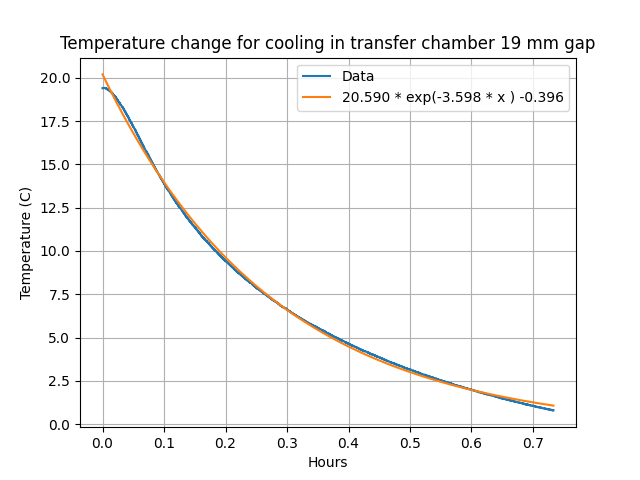 Temperature change for cooling in transfer chamber 19 mm gap
Data
20.590 * exp(-3.598 * x ) -0.396
20.0
17.5
15.0
12.5
10.0
7.5
5.0
2.5
0.0
Temperature (C)
0.0 0.1 0.2 0.3 0.4 0.5 0.6 0.7
Hours